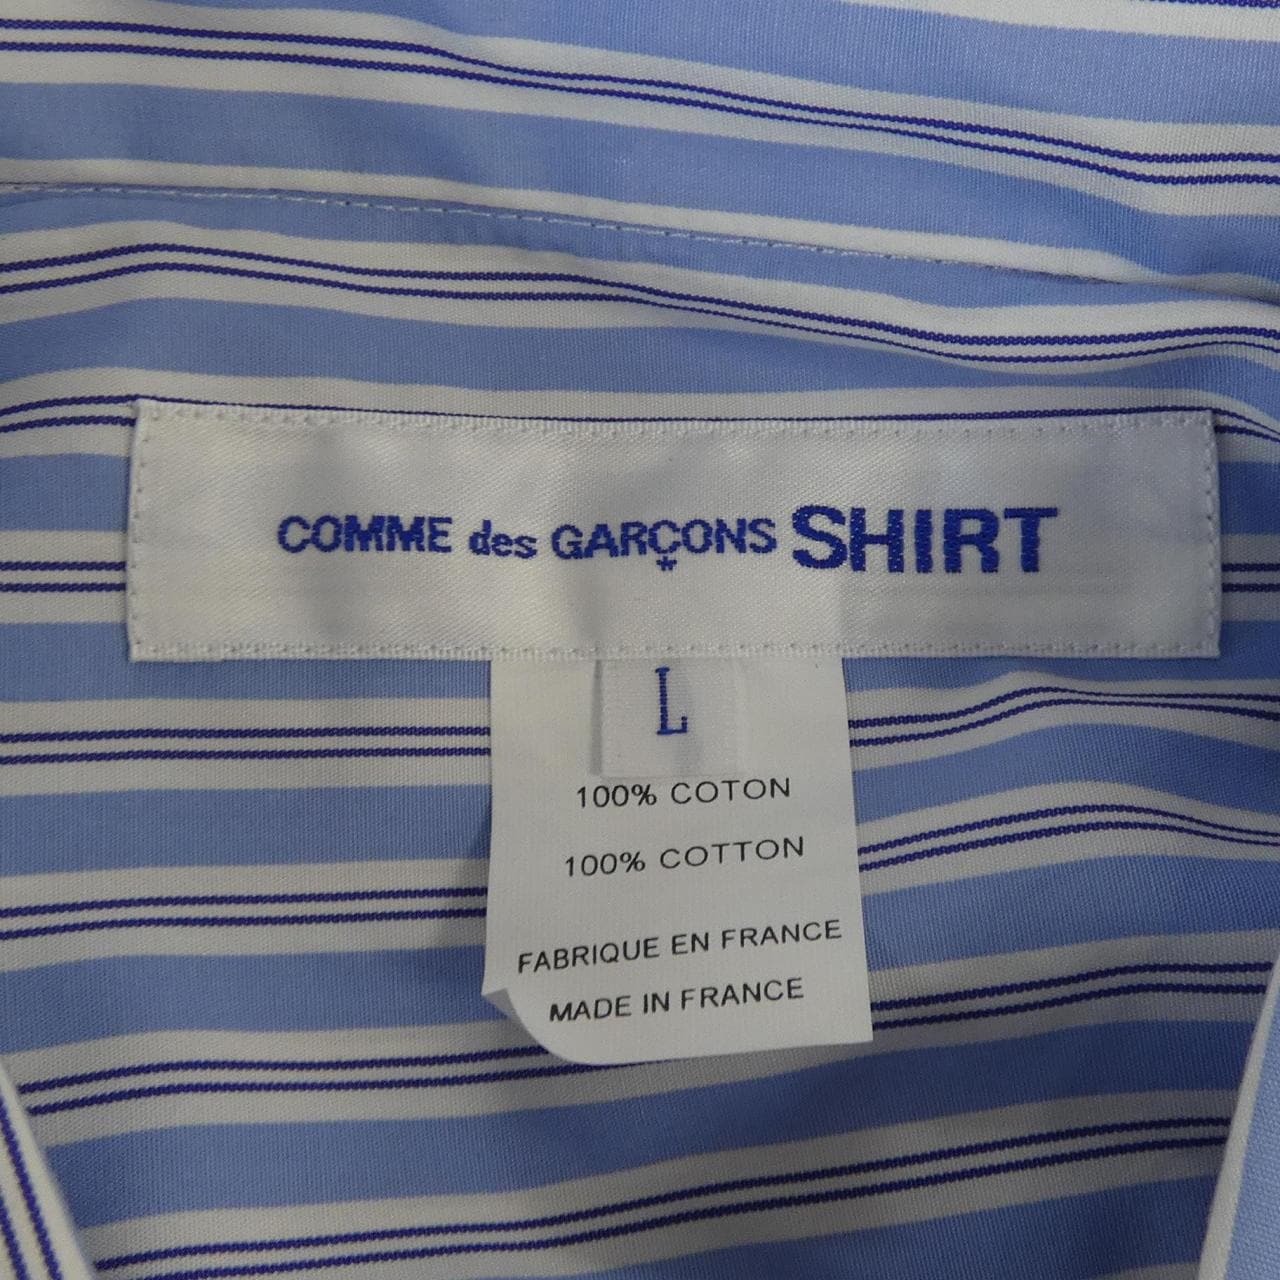 COMME des GARÇONS SHIRT
L
100% COTON
100% COTTON
FABRIQUE EN FRANCE
MADE IN FRANCE